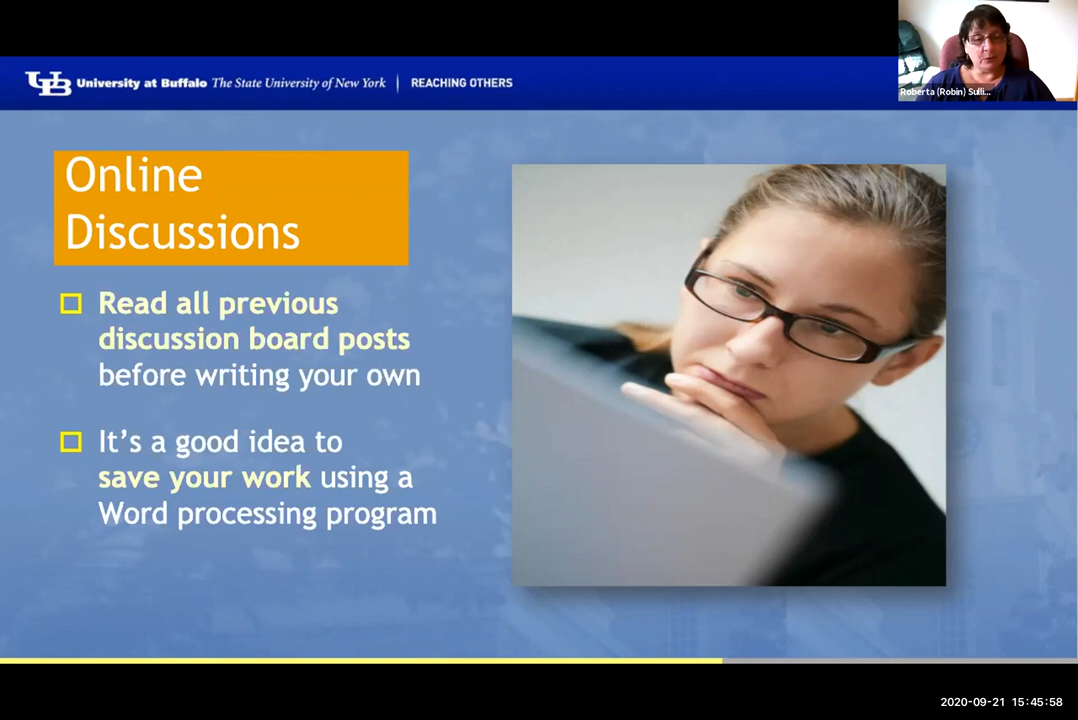 UB University at Buffalo The State University of New York | REACHING OTHERS
Roberta (Robin) Sulli...
Online
Discussions
Read all previous
discussion board posts
before writing your own
It's a good idea to
save your work using a
Word processing program
2020-09-21 15:45:58